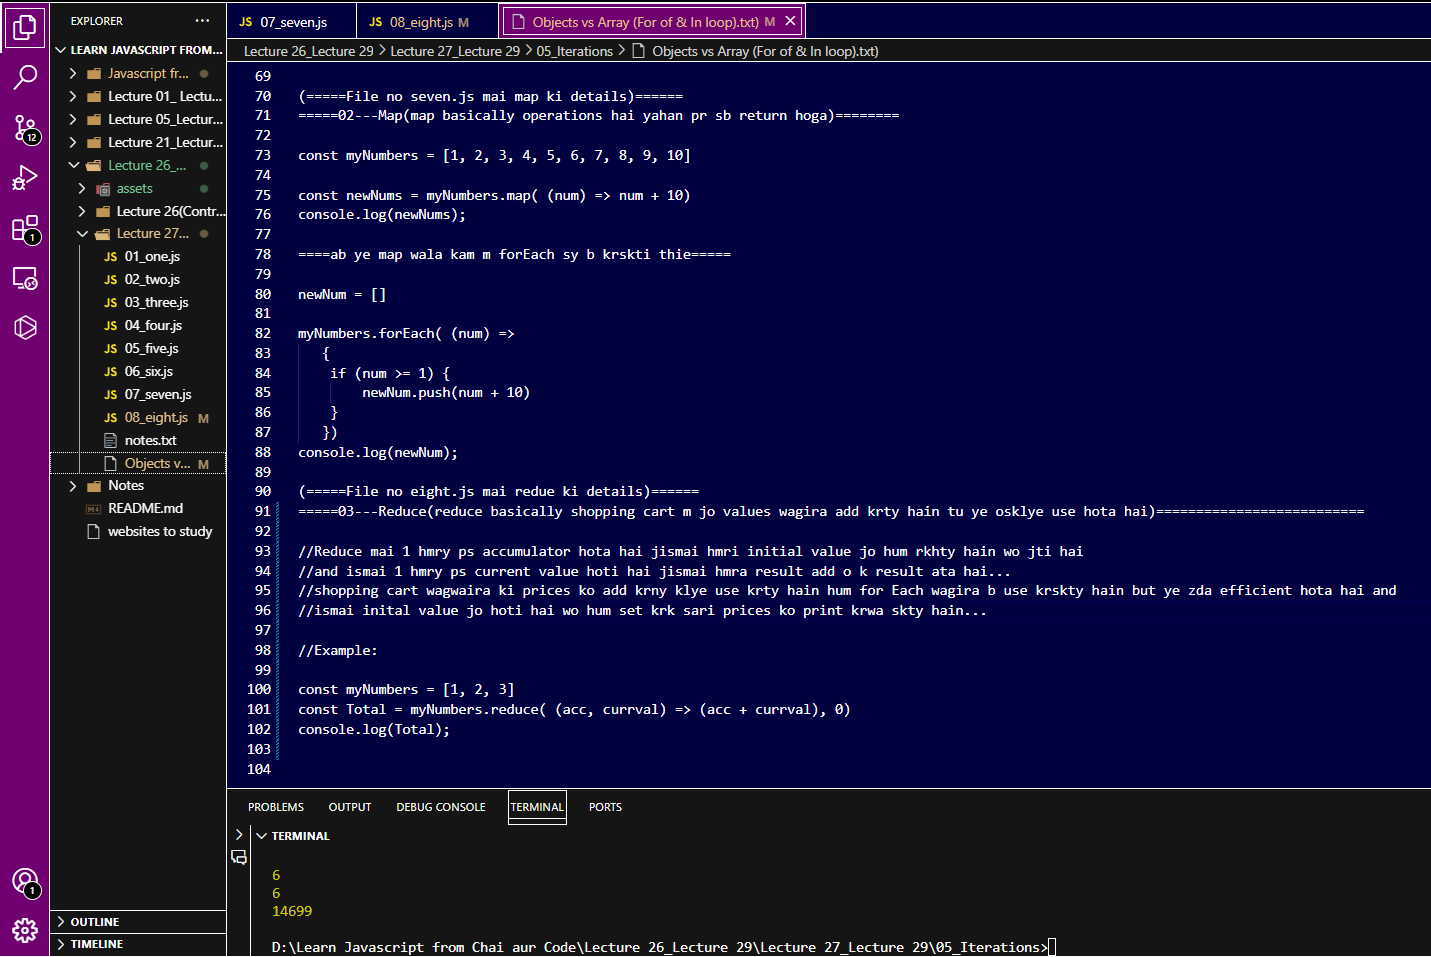 EXPLORER
LEARN JAVASCRIPT FROM...
Javascript fr...
Lecture 01_ Lectu...
Lecture 05_Lectur...
Lecture 21_Lectur...
Lecture 26_...
assets
Lecture 26(Contr...
Lecture 27...
JS 01_one.js
JS 02_two.js
JS 03_three.js
JS 04_four.js
JS 05_five.js
JS 06_six.js
JS 07_seven.js
JS 08_eight.js M
notes.txt
Objects v... M
Notes
README.md
websites to study
OUTLINE
TIMELINE
12
1
1
JS 07_seven.js
JS 08_eight.js M
Objects vs Array (For of & In loop).txt) M
Lecture 26_Lecture 29 > Lecture 27_Lecture 29 > 05_Iterations > Objects vs Array (For of & In loop).txt)
69
70 (=====File no seven.js mai map ki details)======
71 =====02---Map(map basically operations hai yahan pr sb return hoga)========
72
73 const myNumbers = [1, 2, 3, 4, 5, 6, 7, 8, 9, 10]
74
75 const newNums = myNumbers.map( (num) => num + 10)
76 console.log(newNums);
77
78 ====ab ye map wala kam m forEach sy b krskti thie=====
79
80 newNum = []
81
82 myNumbers.forEach( (num) =>
83 {
84 if (num >= 1) {
85 newNum.push(num + 10)
86 }
87 })
88 console.log(newNum);
89
90 (=====File no eight.js mai redue ki details)======
91 =====03---Reduce(reduce basically shopping cart m jo values wagira add krty hain tu ye osklye use hota hai)==========================
92
93 //Reduce mai 1 hmry ps accumulator hota hai jismai hmri initial value jo hum rkhty hain wo jti hai
94 //and ismai 1 hmry ps current value hoti hai jismai hmra result add o k result ata hai...
95 //shopping cart wagwaira ki prices ko add krny klye use krty hain hum for Each wagira b use krskty hain but ye zda efficient hota hai and
96 //ismai inital value jo hoti hai wo hum set krk sari prices ko print krwa skty hain...
97
98 //Example:
99
100 const myNumbers = [1, 2, 3]
101 const Total = myNumbers.reduce( (acc, currval) => (acc + currval), 0)
102 console.log(Total);
103
104
PROBLEMS OUTPUT DEBUG CONSOLE TERMINAL PORTS
TERMINAL
6
6
14699
D:\Learn Javascript from Chai aur Code\Lecture 26_Lecture 29\Lecture 27_Lecture 29\05_Iterations>